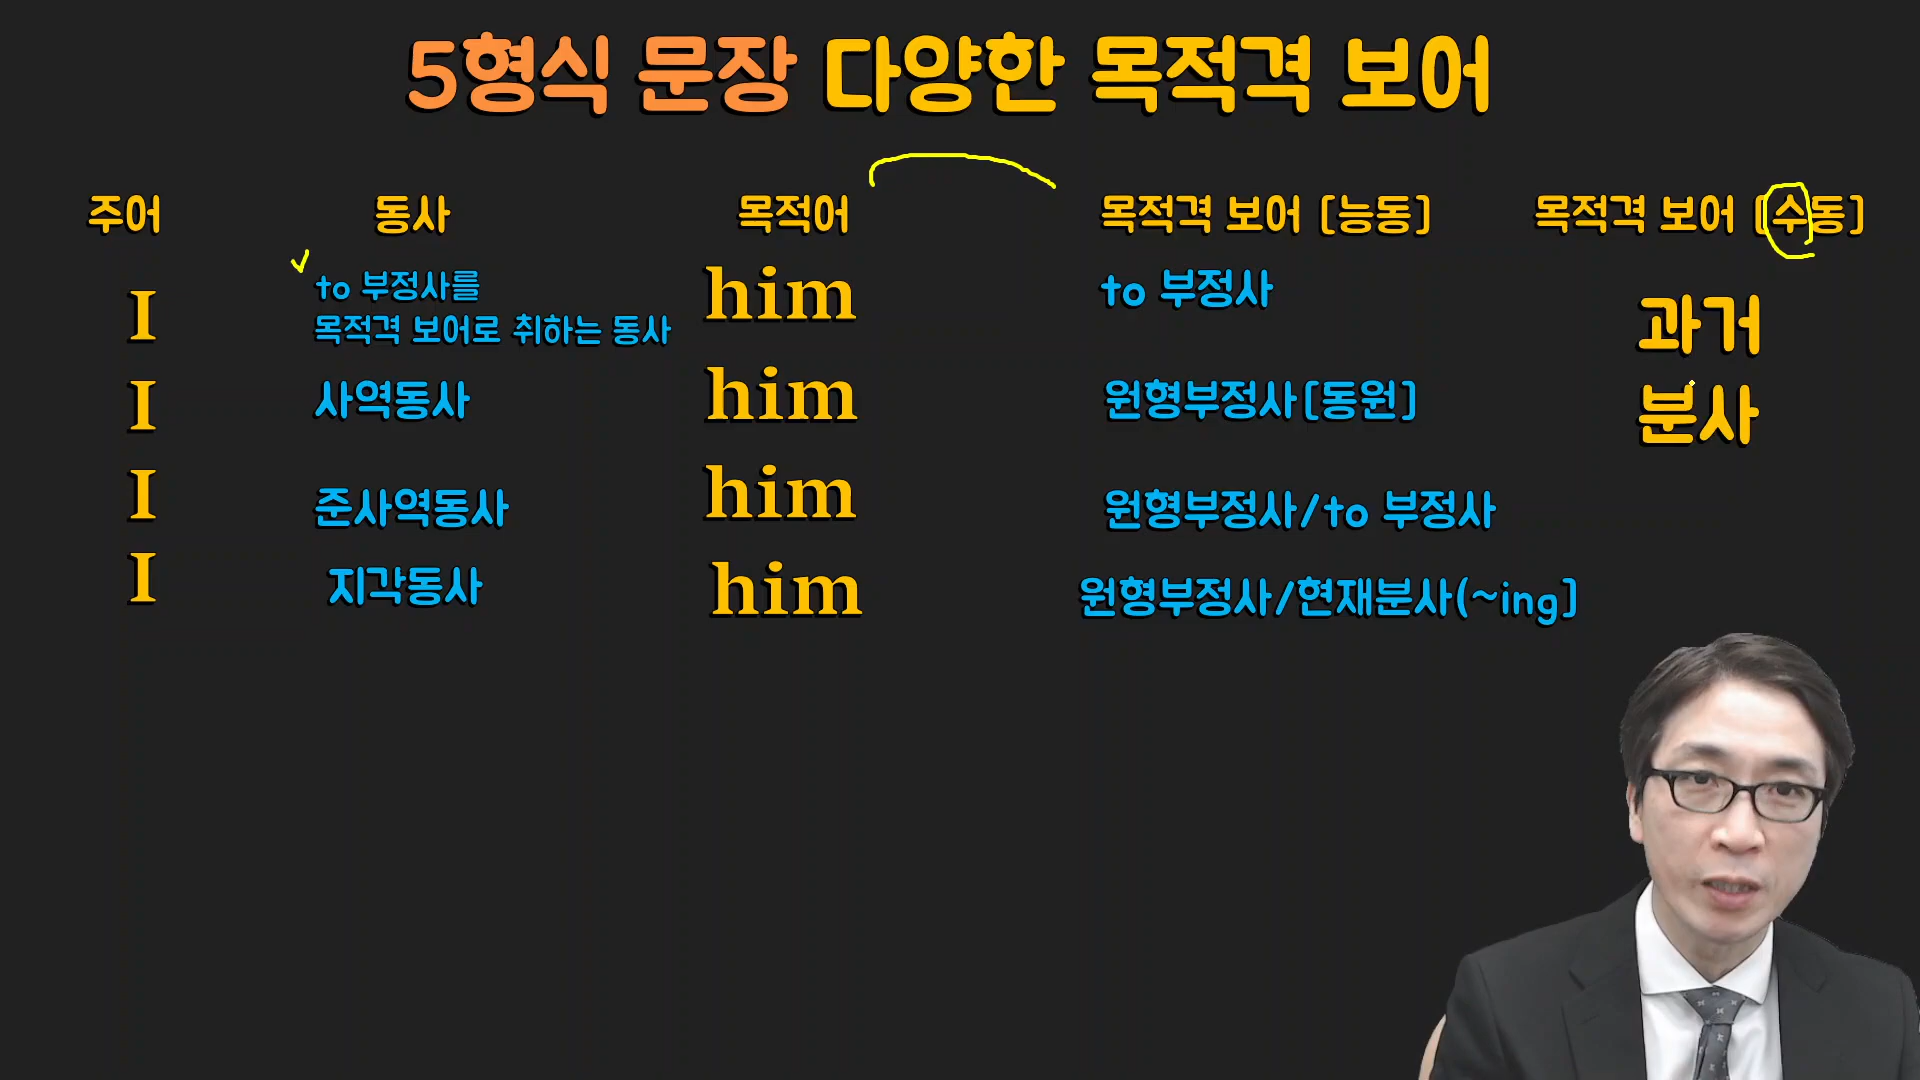 5형식 문장 다양한 목적격 보어
주어 동사 목적어 목적격 보어 [능동] 목적격 보어 [수동]
I to 부정사를 목적격 보어로 취하는 동사 him to 부정사 과거
I 사역동사 him 원형부정사[동원] 분사
I 준사역동사 him 원형부정사/to 부정사
I 지각동사 him 원형부정사/현재분사(~ing]